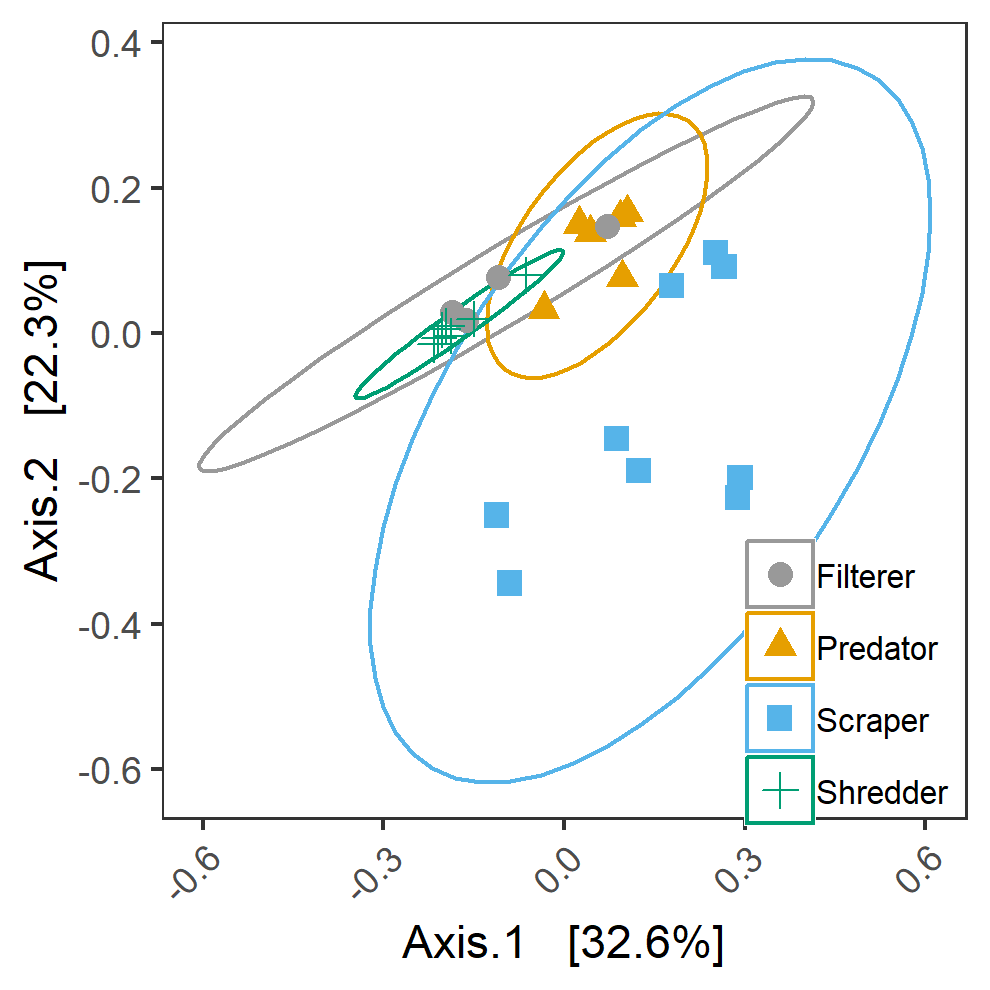 0.4
0.2
0.0
-0.2
-0.4
-0.6
Axis.2 [22.3%]
Filterer
Predator
Scraper
Shredder
-0.6 -0.3 0.0 0.3 0.6
Axis.1 [32.6%]